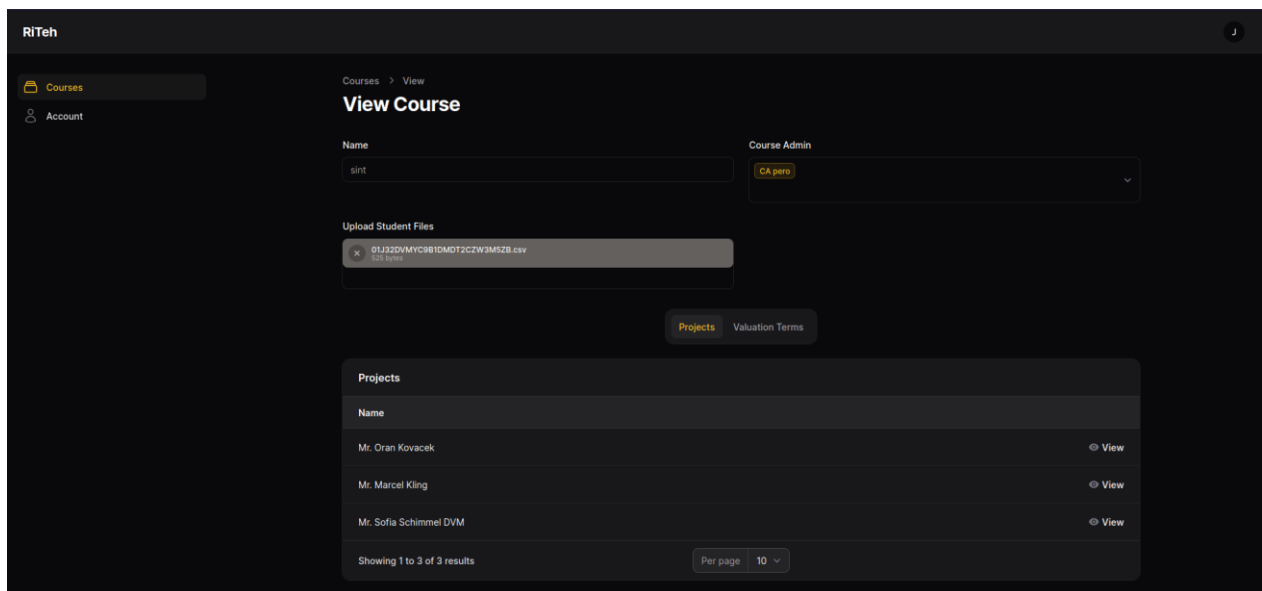 RiTeh
J
Courses
Account
Courses > View
View Course
Name
sint
Course Admin
CA pero
Upload Student Files
01J32DVMYC9B1DMDT2CZW3M5ZB.csv
525 bytes
Projects Valuation Terms
Projects
Name
Mr. Oran Kovacek View
Mr. Marcel Kling View
Mr. Sofia Schimmel DVM View
Showing 1 to 3 of 3 results Per page 10